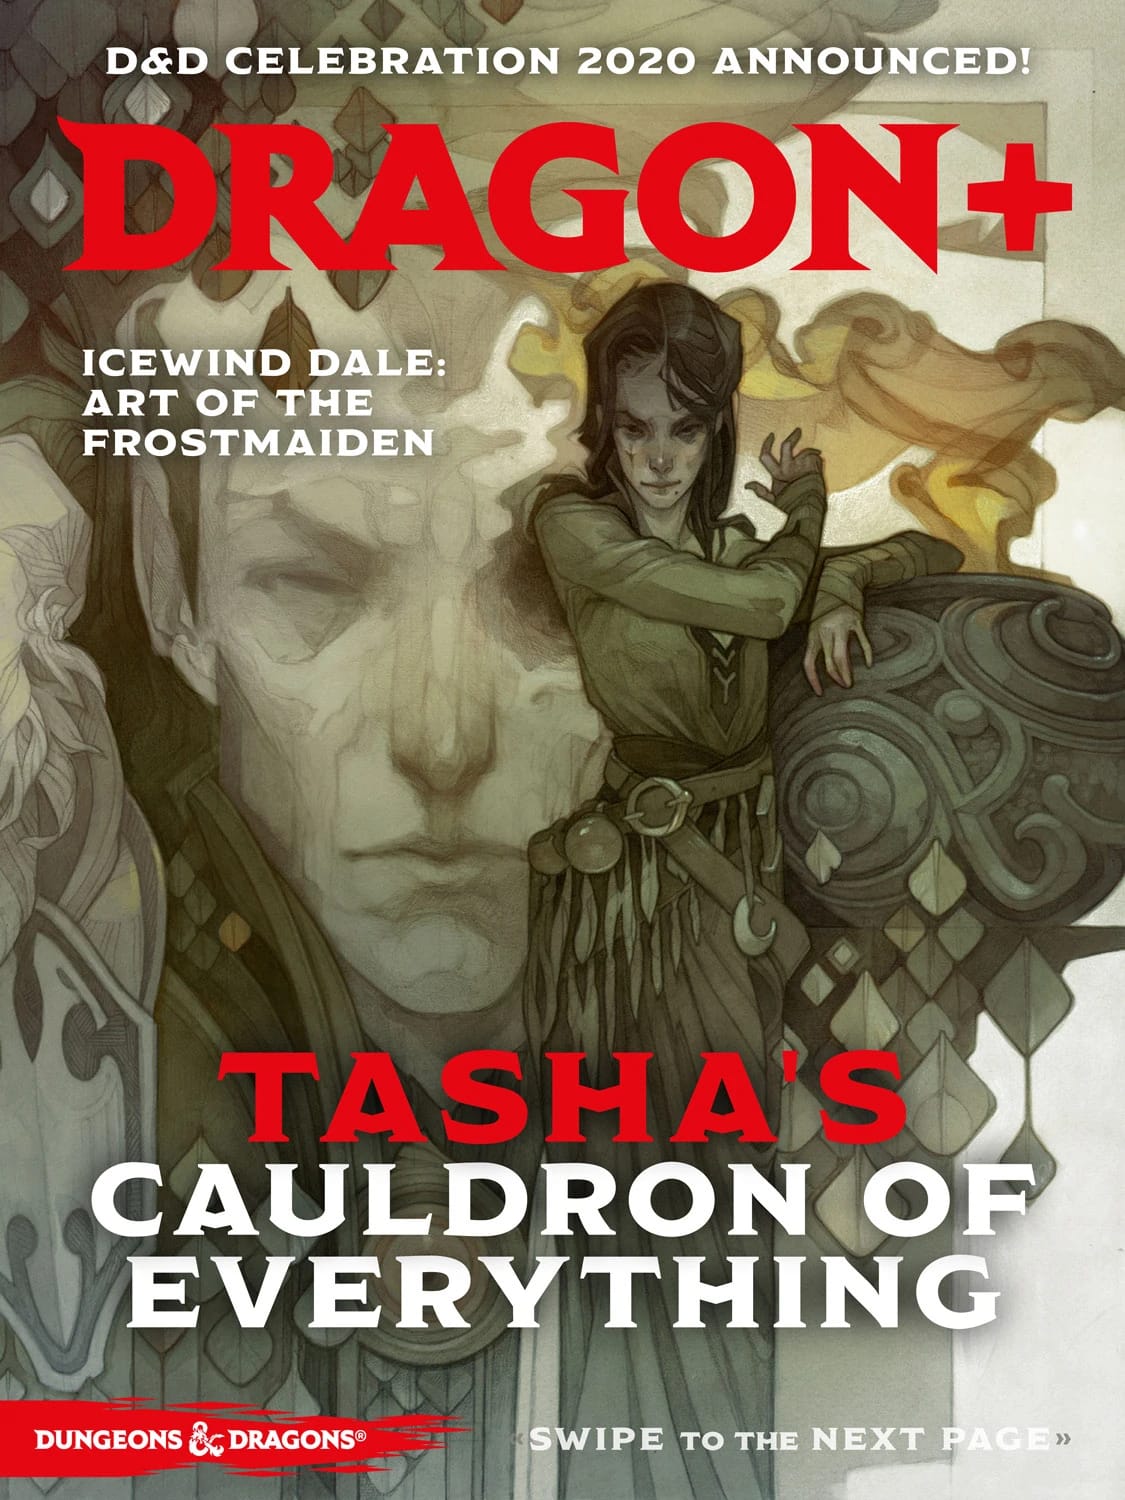 D&D CELEBRATION 2020 ANNOUNCED!
DRAGON+
ICEWIND DALE:
ART OF THE
FROSTMAIDEN
TASHA'S
CAULDRON OF
EVERYTHING
DUNGEONS & DRAGONS®
«SWIPE TO THE NEXT PAGE»